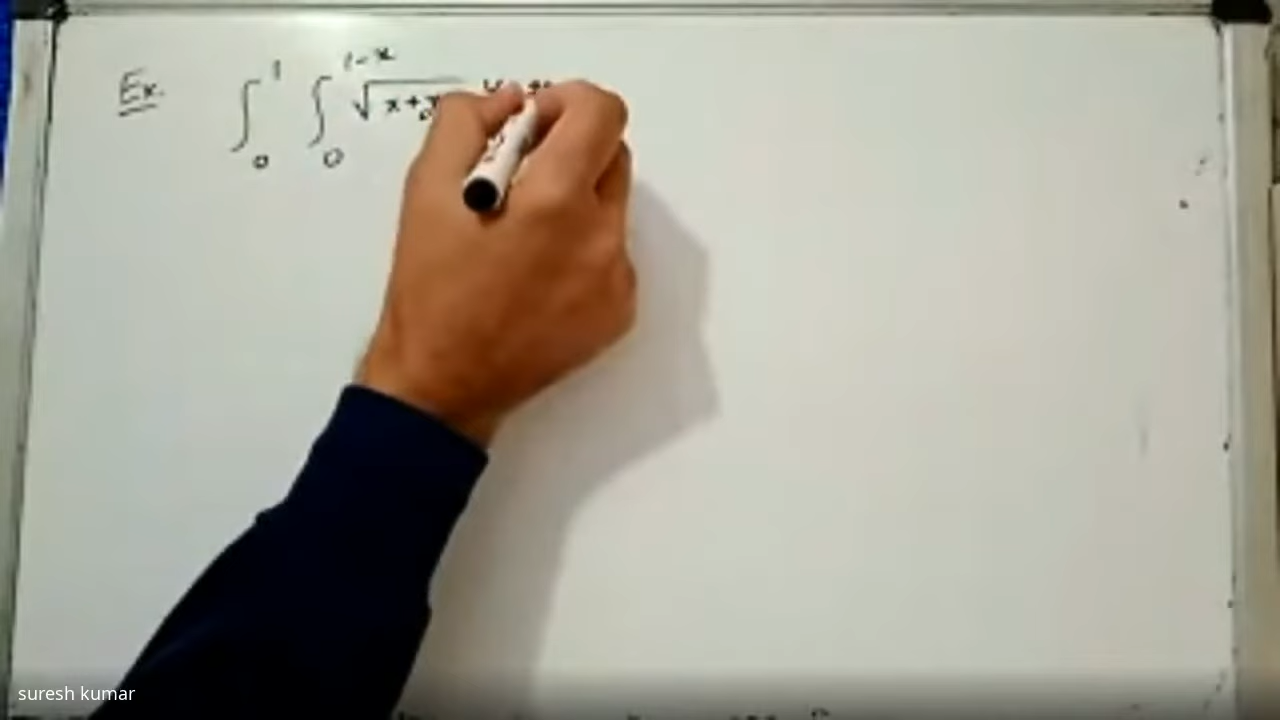 Ex. ∫₀¹ ∫₀^{1-x} √x+y
suresh kumar